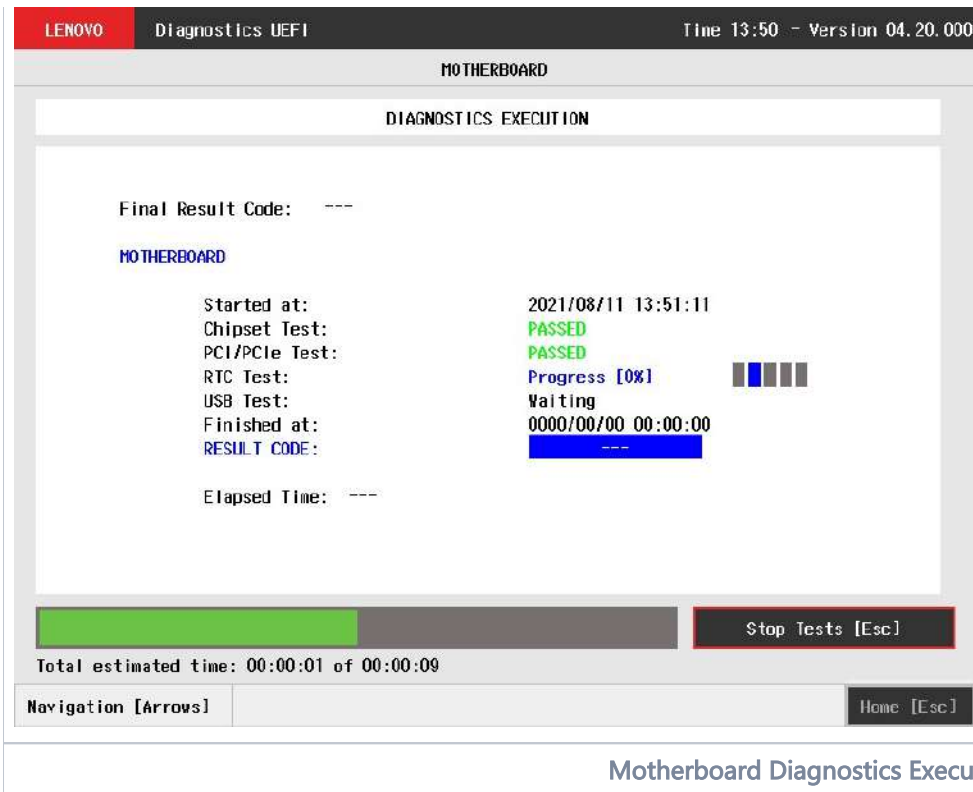 LENOVO Diagnostics UEFI Time 13:50 - Version 04.20.000
MOTHERBOARD
DIAGNOSTICS EXECUTION
Final Result Code: ---
MOTHERBOARD
Started at: 2021/08/11 13:51:11
Chipset Test: PASSED
PCI/PCIe Test: PASSED
RTC Test: Progress [0%]
USB Test: Waiting
Finished at: 0000/00/00 00:00:00
RESULT CODE: ---
Elapsed Time: ---
Stop Tests [Esc]
Total estimated time: 00:00:01 of 00:00:09
Navigation [Arrows] Home [Esc]
Motherboard Diagnostics Execu